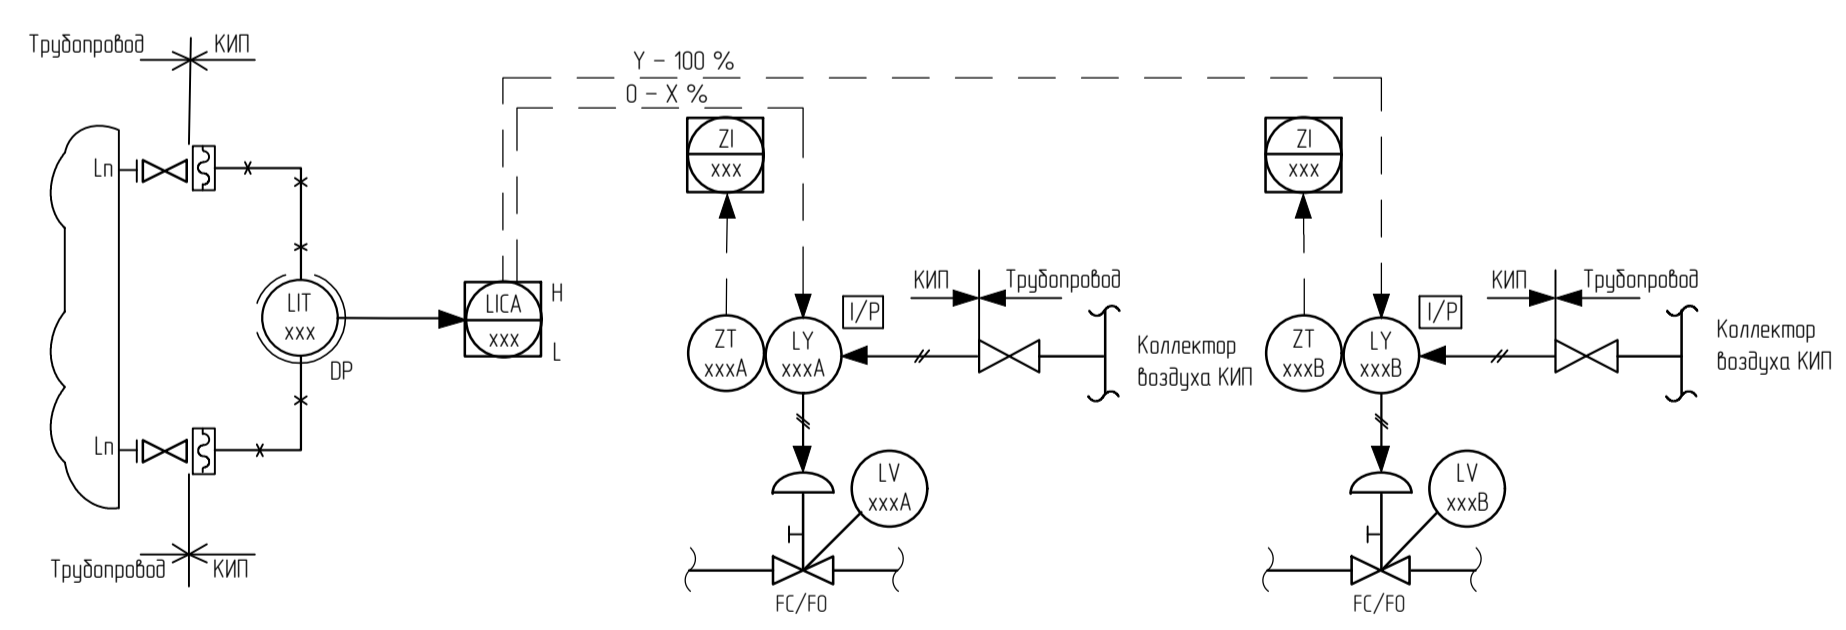 Трубопровод
КИП
Y - 100 %
0 - X %
ZI
xxx
ZI
xxx
Ln
LIT
xxx
DP
LICA
xxx
H
L
ZT
xxxA
LY
xxxA
I/P
КИП
Трубопровод
Коллектор
воздуха КИП
ZT
xxxB
LY
xxxB
I/P
КИП
Трубопровод
Коллектор
воздуха КИП
Ln
LV
xxxA
LV
xxxB
Трубопровод
КИП
FC/FO
FC/FO